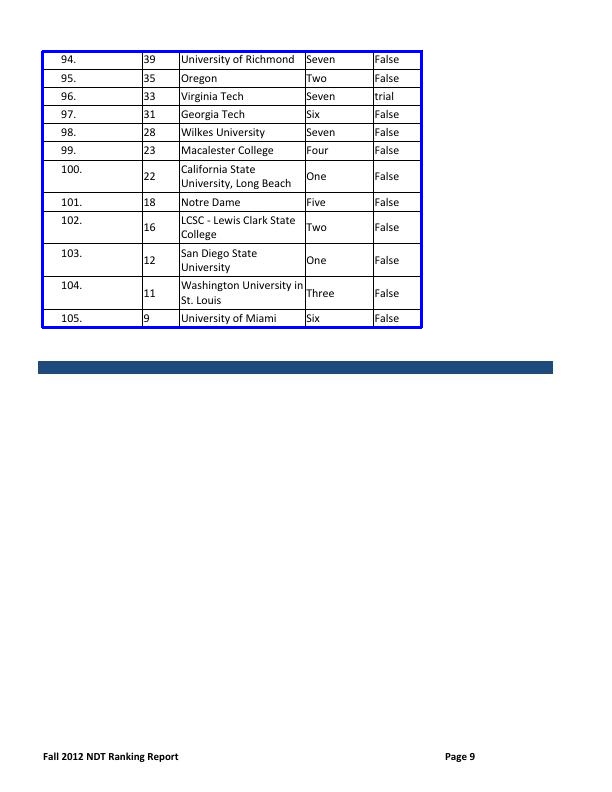 94. 39 University of Richmond Seven False
95. 35 Oregon Two False
96. 33 Virginia Tech Seven trial
97. 31 Georgia Tech Six False
98. 28 Wilkes University Seven False
99. 23 Macalester College Four False
100. 22 California State
University, Long Beach One False
101. 18 Notre Dame Five False
102. 16 LCSC - Lewis Clark State
College Two False
103. 12 San Diego State
University One False
104. 11 Washington University in
St. Louis Three False
105. 9 University of Miami Six False
Fall 2012 NDT Ranking Report Page 9